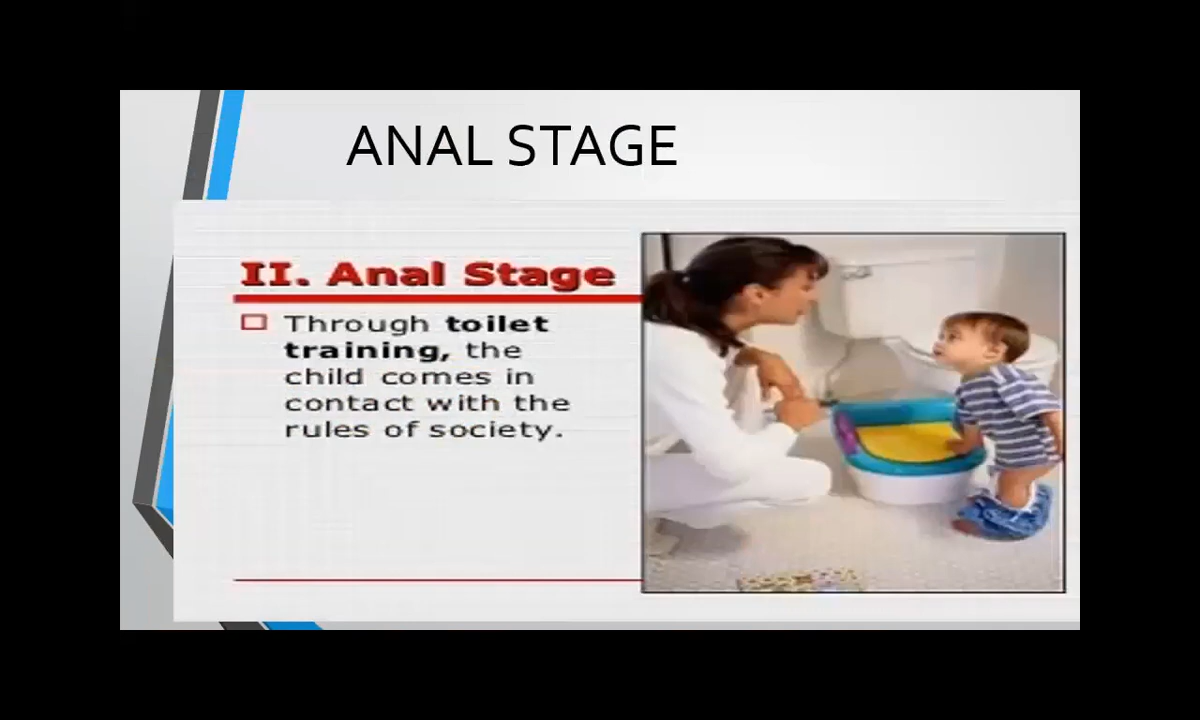 ANAL STAGE
II. Anal Stage
Through toilet
training, the
child comes in
contact with the
rules of society.